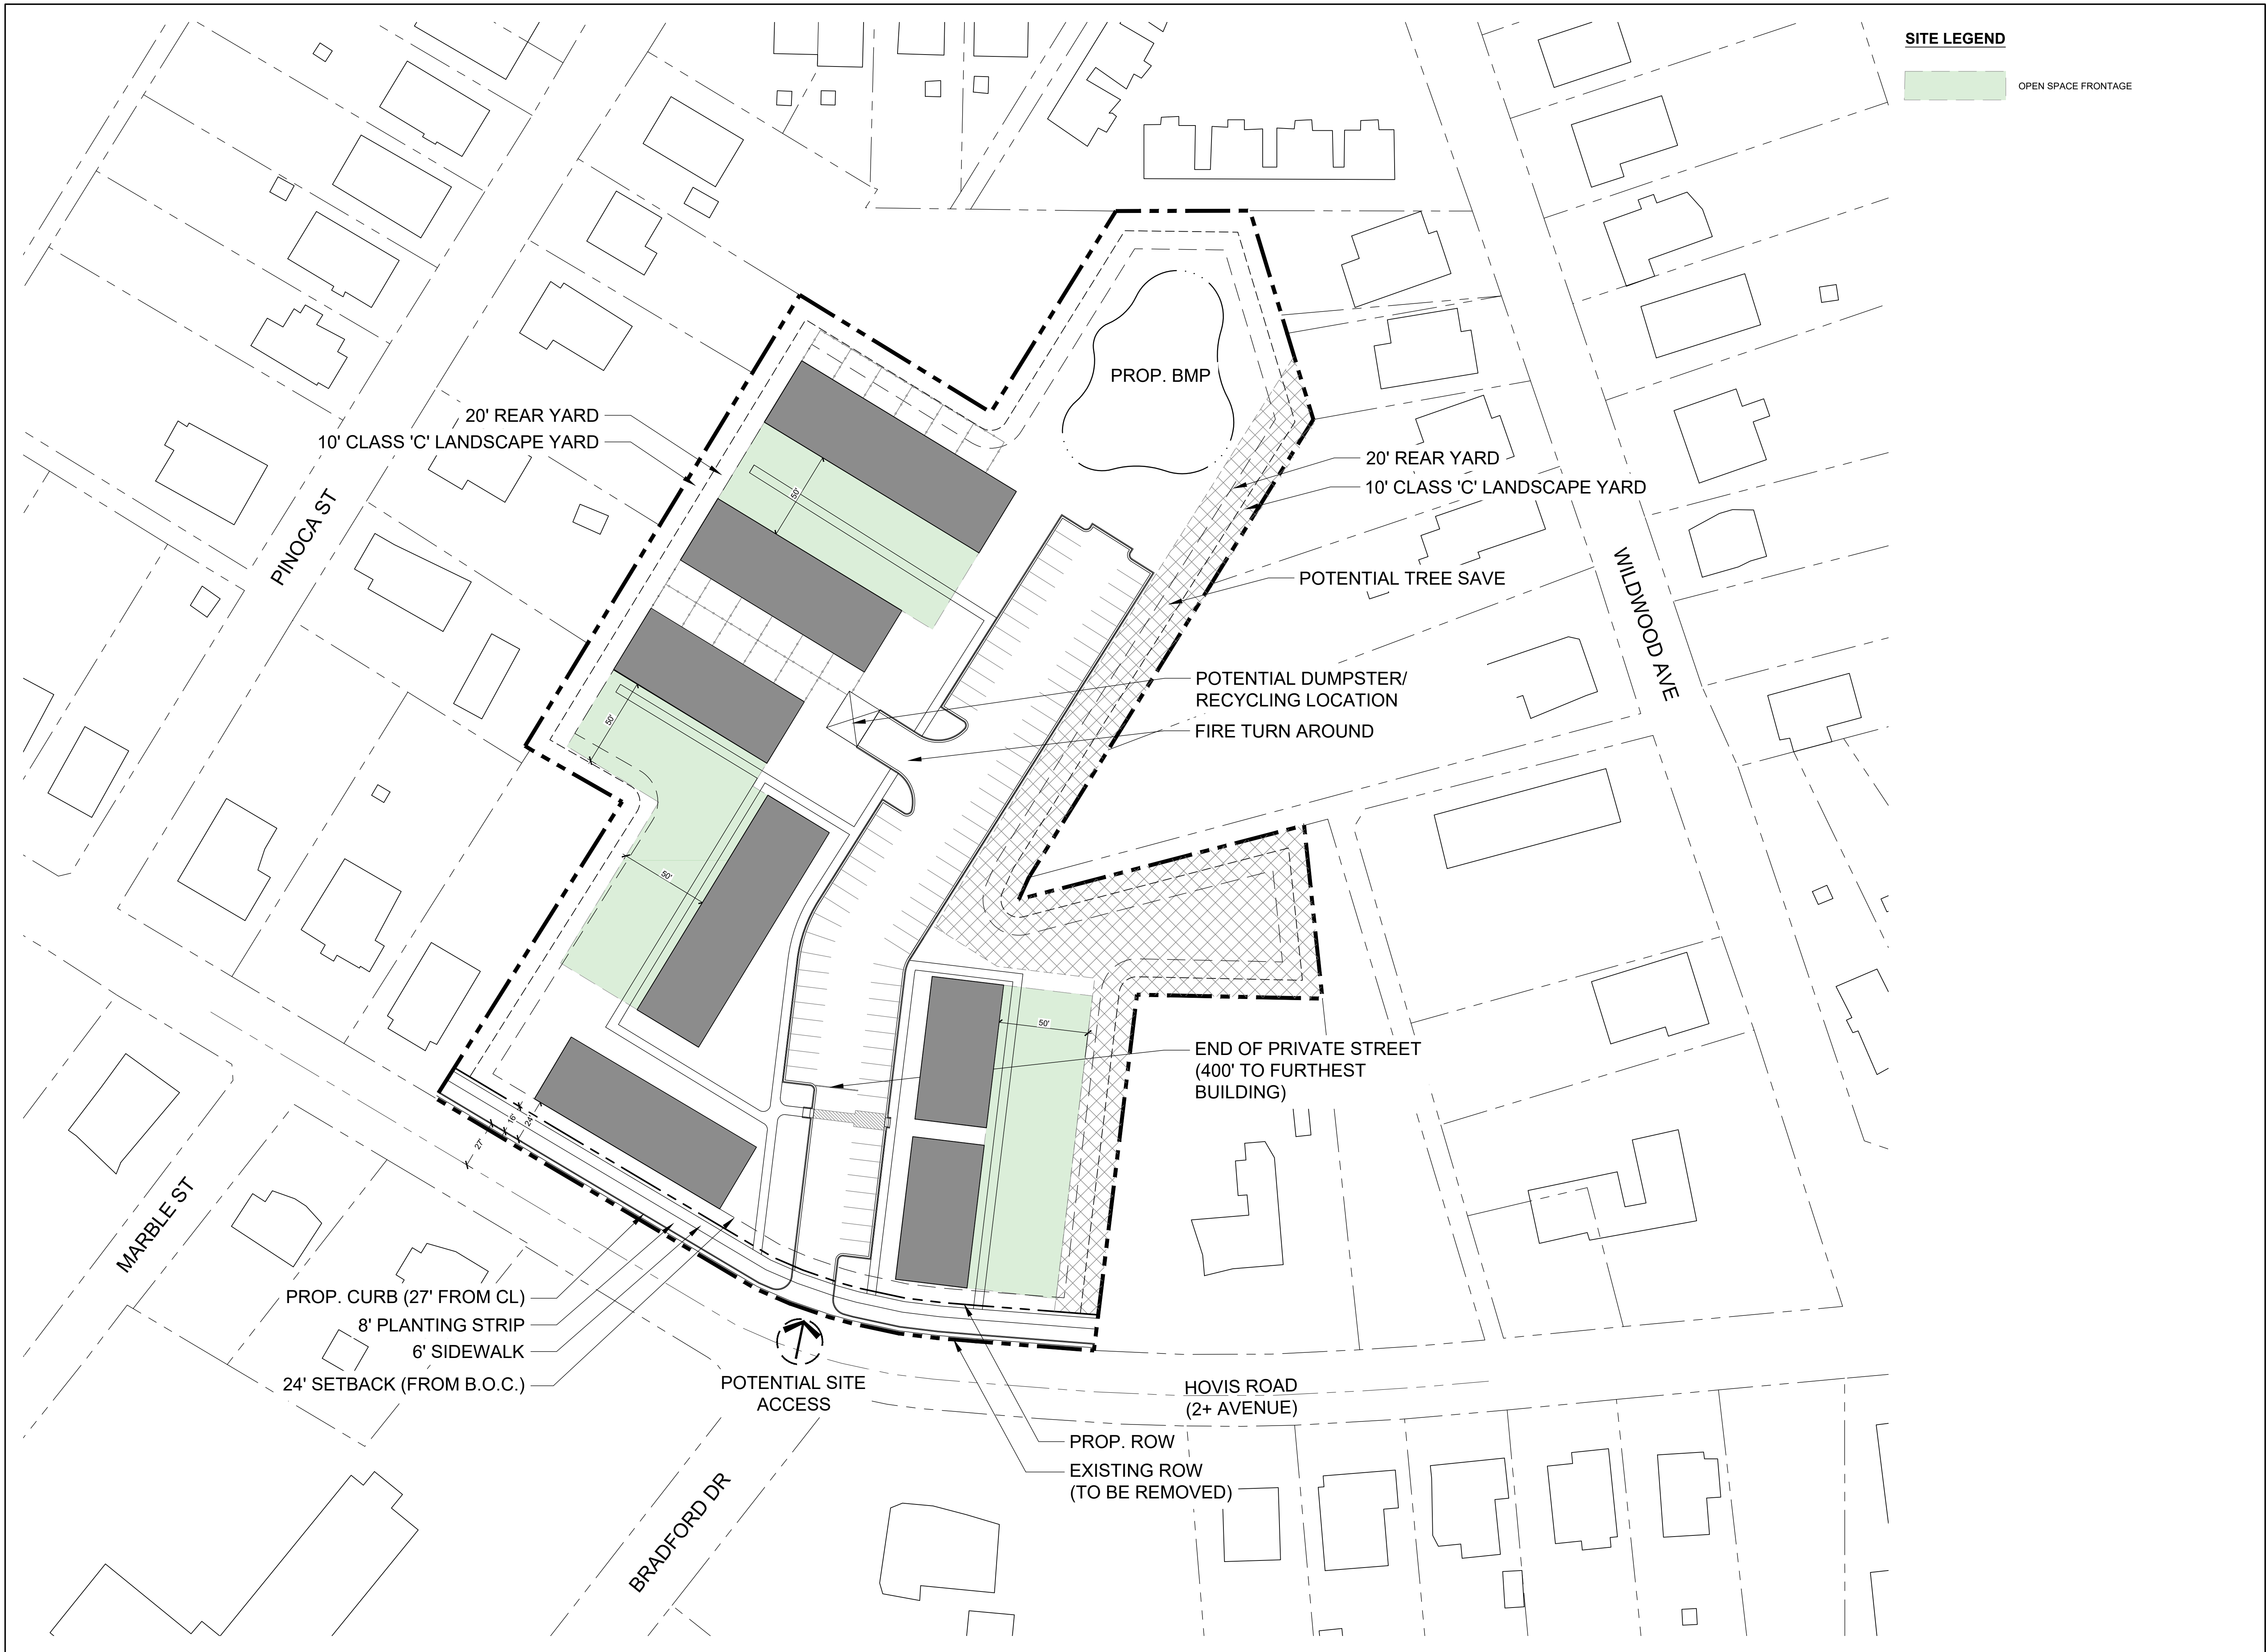 SITE LEGEND
OPEN SPACE FRONTAGE
PROP. BMP
20' REAR YARD
10' CLASS 'C' LANDSCAPE YARD
20' REAR YARD
10' CLASS 'C' LANDSCAPE YARD
50'
PINOCA ST
WILDWOOD AVE
POTENTIAL TREE SAVE
POTENTIAL DUMPSTER/
RECYCLING LOCATION
FIRE TURN AROUND
50'
50'
50'
END OF PRIVATE STREET
(400' TO FURTHEST
BUILDING)
16'
24'
27'
MARBLE ST
PROP. CURB (27' FROM CL)
8' PLANTING STRIP
6' SIDEWALK
24' SETBACK (FROM B.O.C.)
POTENTIAL SITE
ACCESS
HOVIS ROAD
(2+ AVENUE)
PROP. ROW
EXISTING ROW
(TO BE REMOVED)
BRADFORD DR